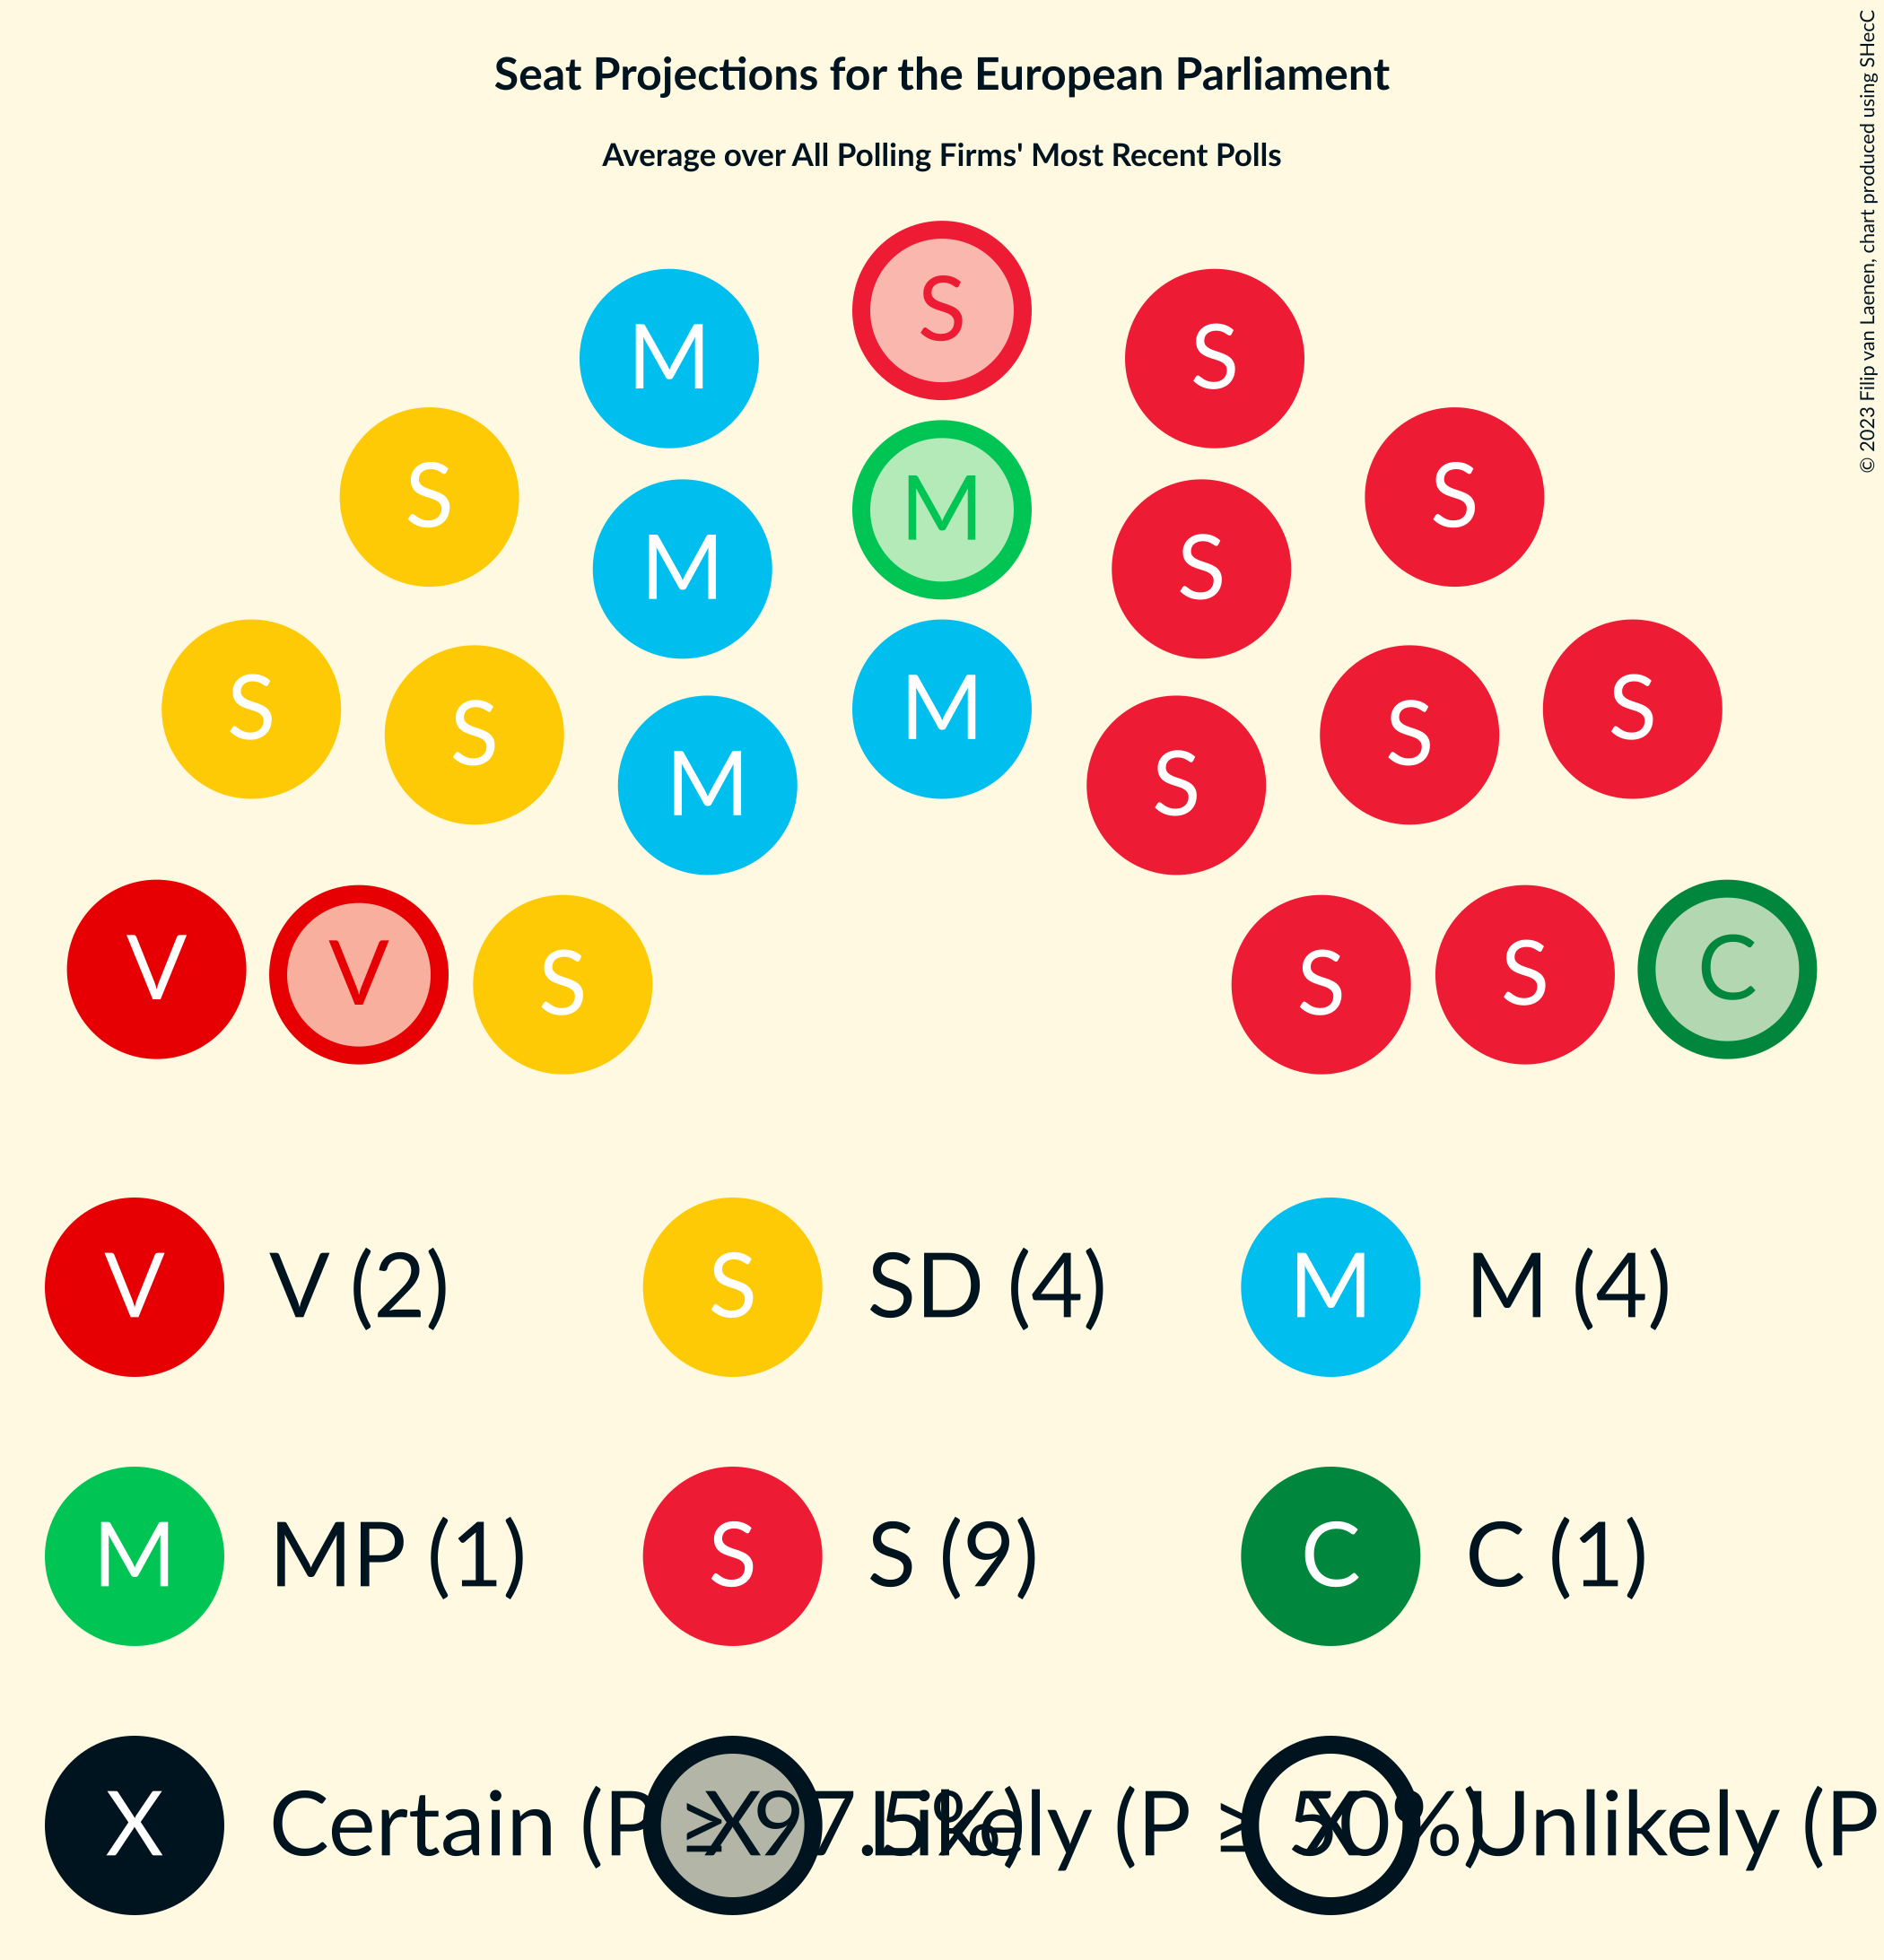 Seat Projections for the European Parliament
Average over All Polling Firms' Most Recent Polls
© 2023 Filip van Laenen, chart produced using SHecC
S
M S S
S S
M
M S
S S
M
S S
M S
V C
V S
S S
V V (2) S SD (4) M M (4)
M MP (1) S S (9) C C (1)
X Certain (P ≥ 97.5%) X Likely (P ≥ 50%) X Unlikely (P